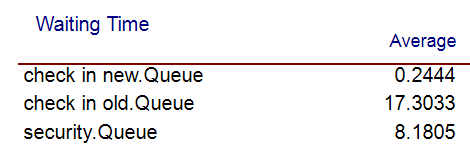 Waiting Time
Average
check in new.Queue 0.2444
check in old.Queue 17.3033
security.Queue 8.1805